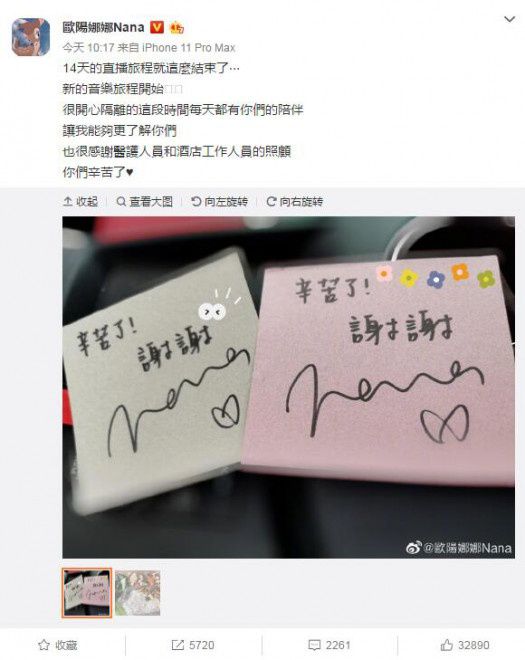 歐陽娜娜Nana
今天 10:17 来自 iPhone 11 Pro Max
14天的直播旅程就這麼結束了…
新的音樂旅程開始
很開心隔離的這段時間每天都有你們的陪伴
讓我能夠更了解你們
也很感謝醫護人員和酒店工作人員的照顧
你們辛苦了♥
收起 查看大图 向左旋转 向右旋转
辛苦了!
謝謝
nana
辛苦了!
謝謝
nana
@歐陽娜娜Nana
收藏 5720 2261 32890